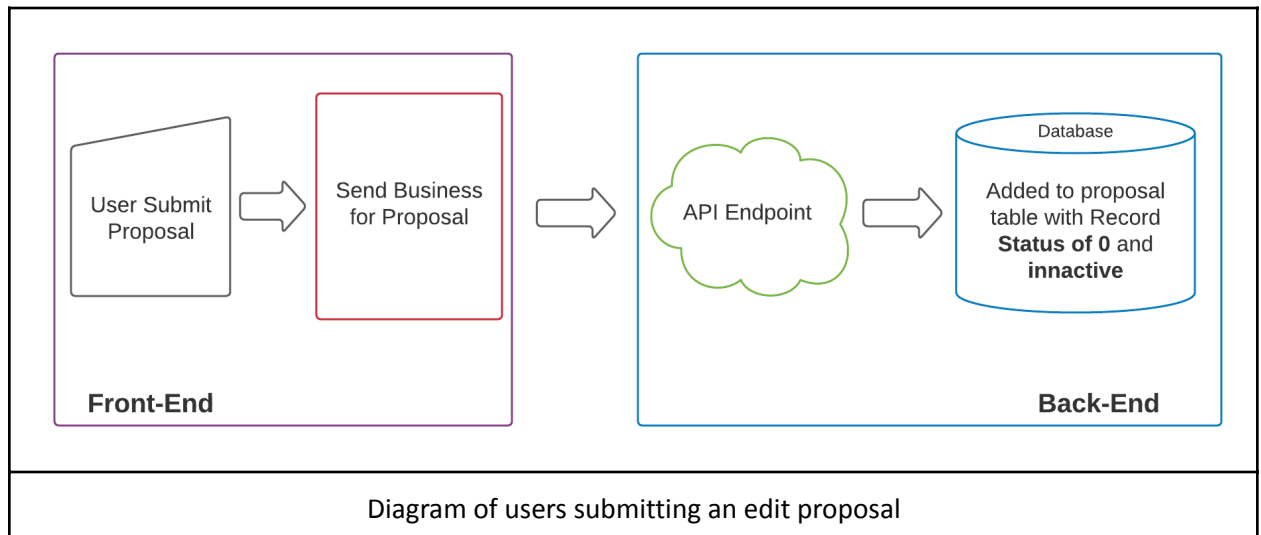 User Submit
Proposal
Send Business
for Proposal
Front-End
API Endpoint
Database
Added to proposal
table with Record
Status of 0 and
innactive
Back-End
Diagram of users submitting an edit proposal